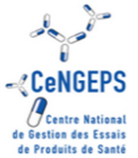 CeNGEPS
Centre National
de Gestion des Essais
de Produits de Santé